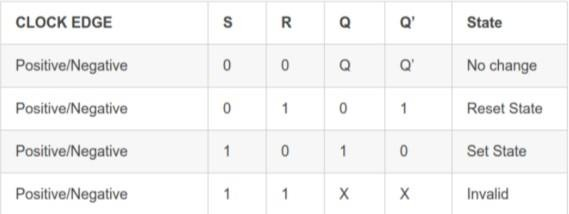 CLOCK EDGE S R Q Q’ State
Positive/Negative 0 0 Q Q’ No change
Positive/Negative 0 1 0 1 Reset State
Positive/Negative 1 0 1 0 Set State
Positive/Negative 1 1 X X Invalid